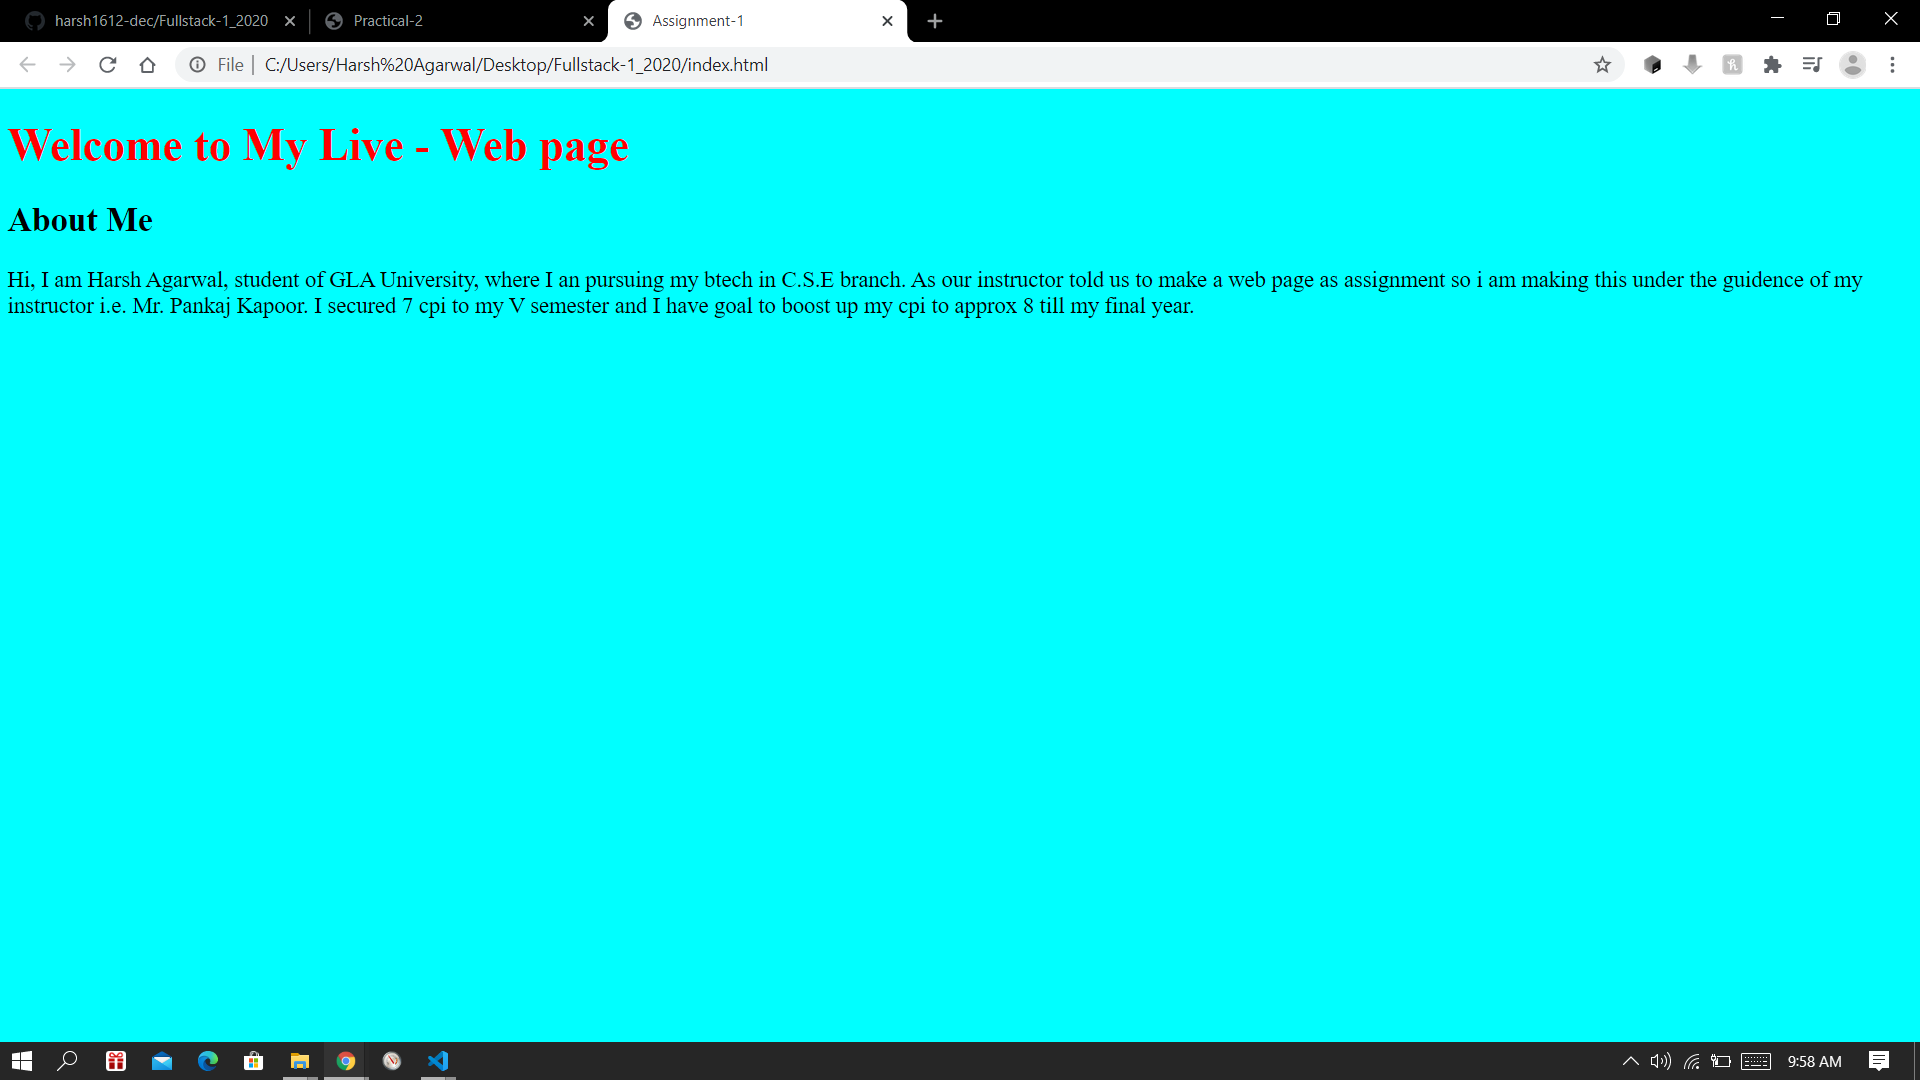 harsh1612-dec/Fullstack-1_2020
Practical-2
Assignment-1
File
C:/Users/Harsh%20Agarwal/Desktop/Fullstack-1_2020/index.html
Welcome to My Live - Web page
About Me
Hi, I am Harsh Agarwal, student of GLA University, where I an pursuing my btech in C.S.E branch. As our instructor told us to make a web page as assignment so i am making this under the guidence of my
instructor i.e. Mr. Pankaj Kapoor. I secured 7 cpi to my V semester and I have goal to boost up my cpi to approx 8 till my final year.
9:58 AM